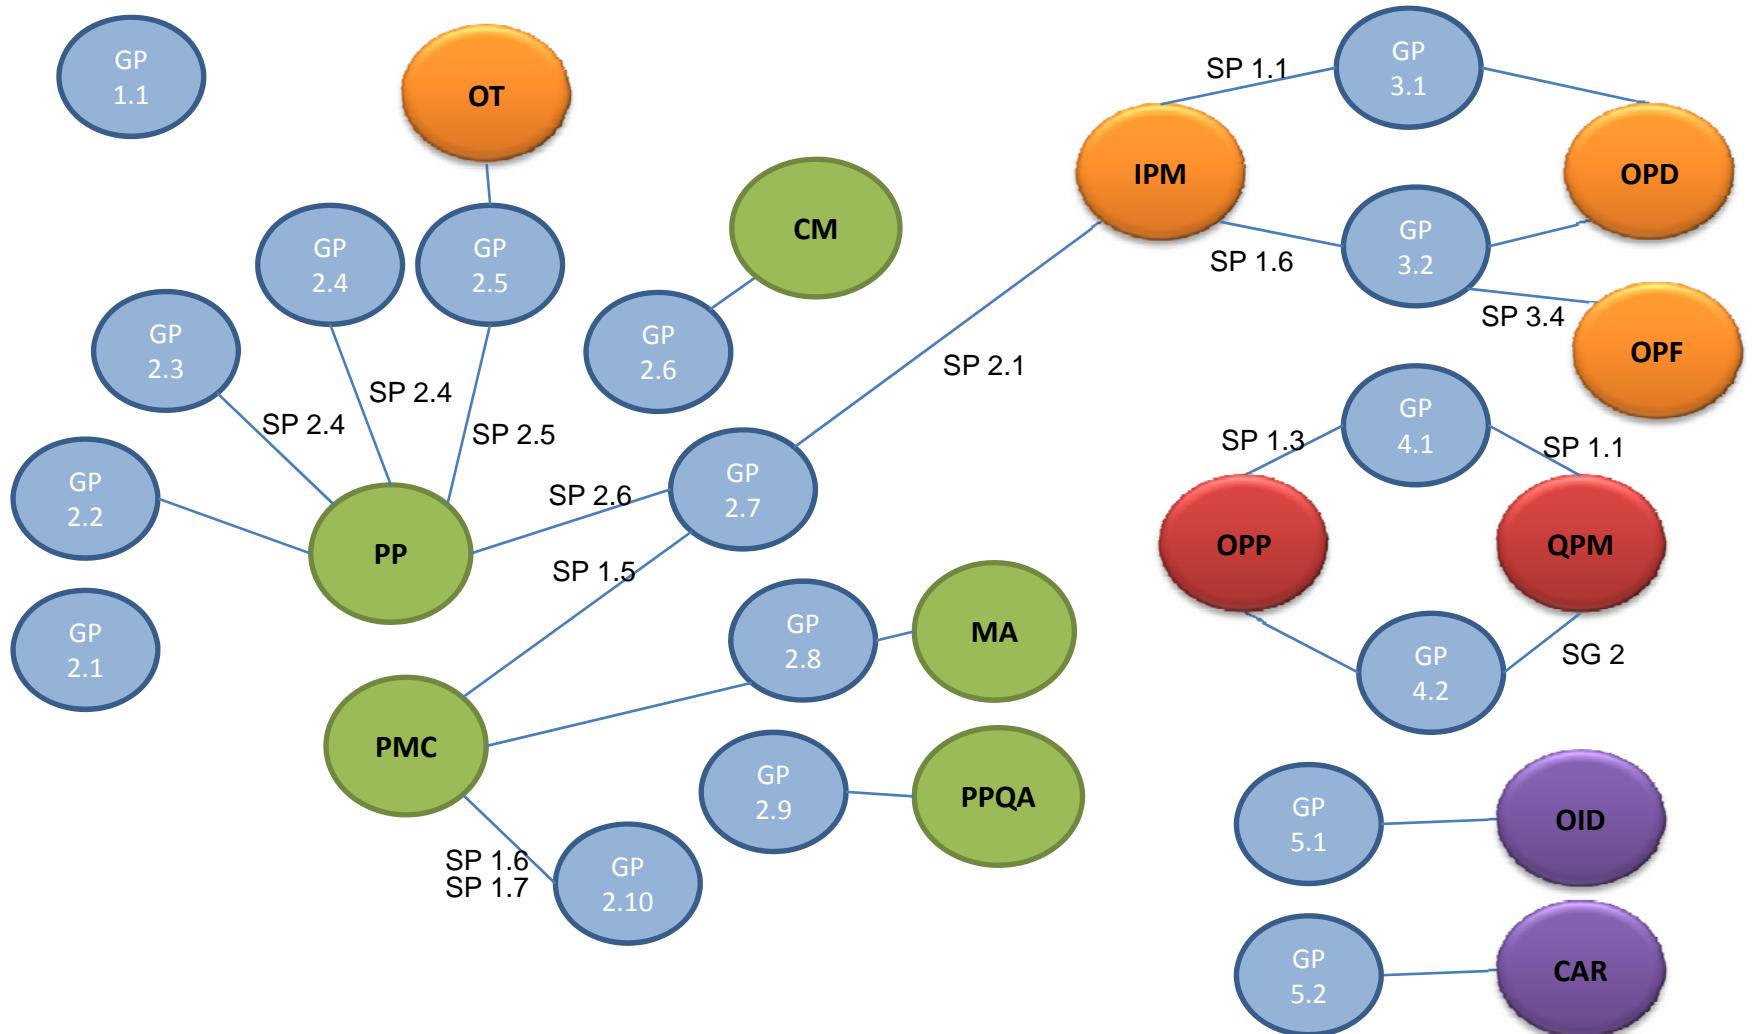 GP
1.1
OT
GP
3.1
SP 1.1
IPM
OPD
CM
GP
2.4
GP
2.5
GP
3.2
SP 1.6
SP 3.4
OPF
GP
2.3
GP
2.6
SP 2.1
SP 2.4
SP 2.4
SP 2.5
GP
4.1
SP 1.3
SP 1.1
GP
2.2
SP 2.6
GP
2.7
PP
OPP
QPM
SP 1.5
GP
2.1
GP
2.8
MA
SG 2
GP
4.2
PMC
GP
2.9
PPQA
GP
5.1
OID
SP 1.6
SP 1.7
GP
2.10
GP
5.2
CAR